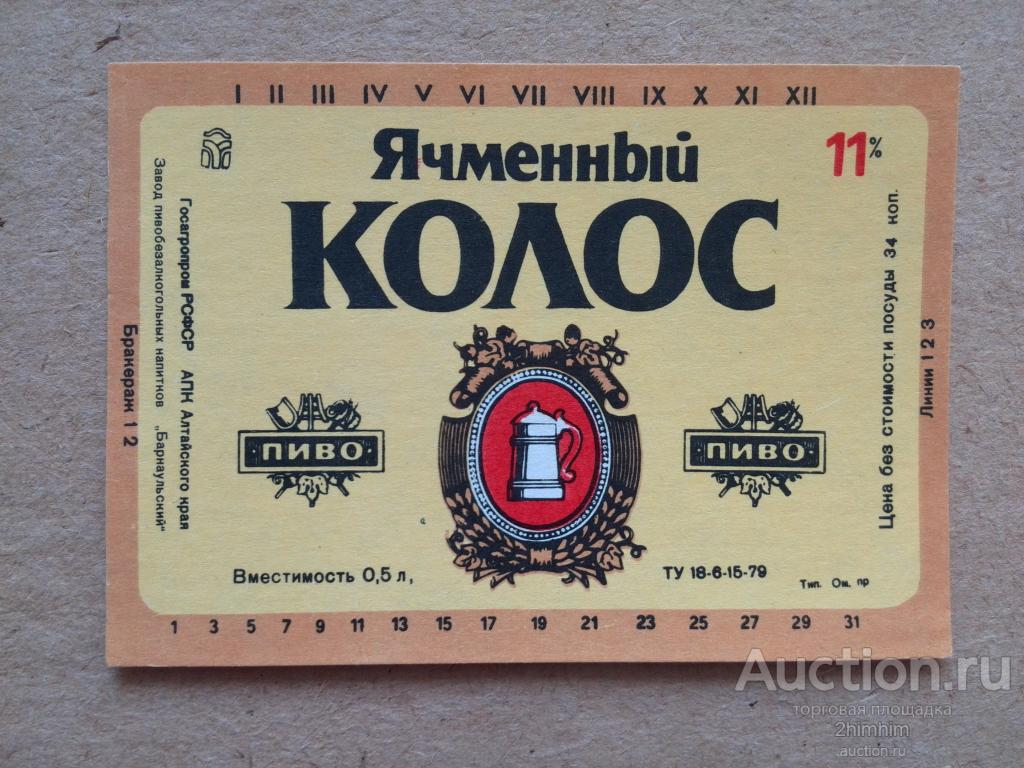 I II III IV V VI VII VIII IX X XI XII
Ячменный
КОЛОС
11%
Госагропром РСФСР АПК Алтайского края
Завод пивобезалкогольных напитков „Барнаульский"
Бракераж 1 2
ПИВО
ПИВО
Цена без стоимости посуды 34 коп.
Линии 1 2 3
Вместимость 0,5 л,
ТУ 18-6-15-79
Тип. Ом. пр
1 3 5 7 9 11 13 15 17 19 21 23 25 27 29 31
Auction.ru
торговая площадка
2himhim
auction.ru